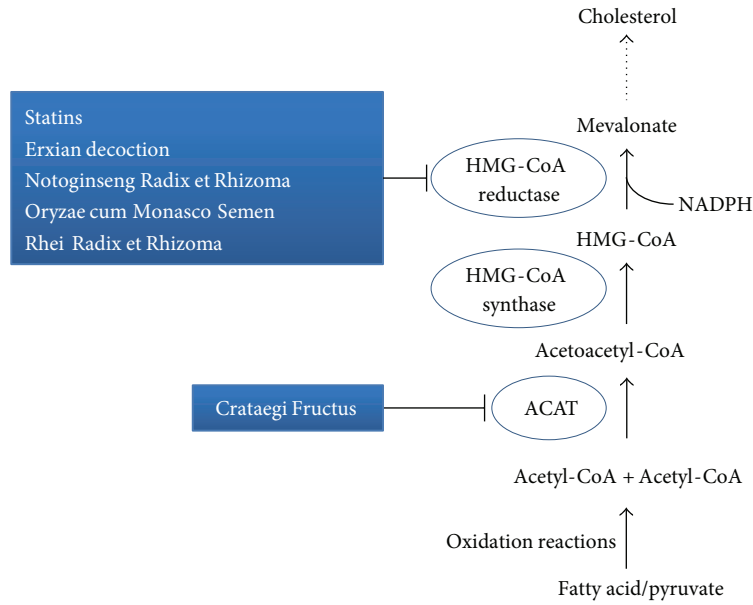 Cholesterol
Mevalonate
Statins
Erxian decoction
Notoginseng Radix et Rhizoma
Oryzae cum Monasco Semen
Rhei Radix et Rhizoma
HMG-CoA
reductase
NADPH
HMG-CoA
HMG-CoA
synthase
Acetoacetyl-CoA
Crataegi Fructus
ACAT
Acetyl-CoA + Acetyl-CoA
Oxidation reactions
Fatty acid/pyruvate